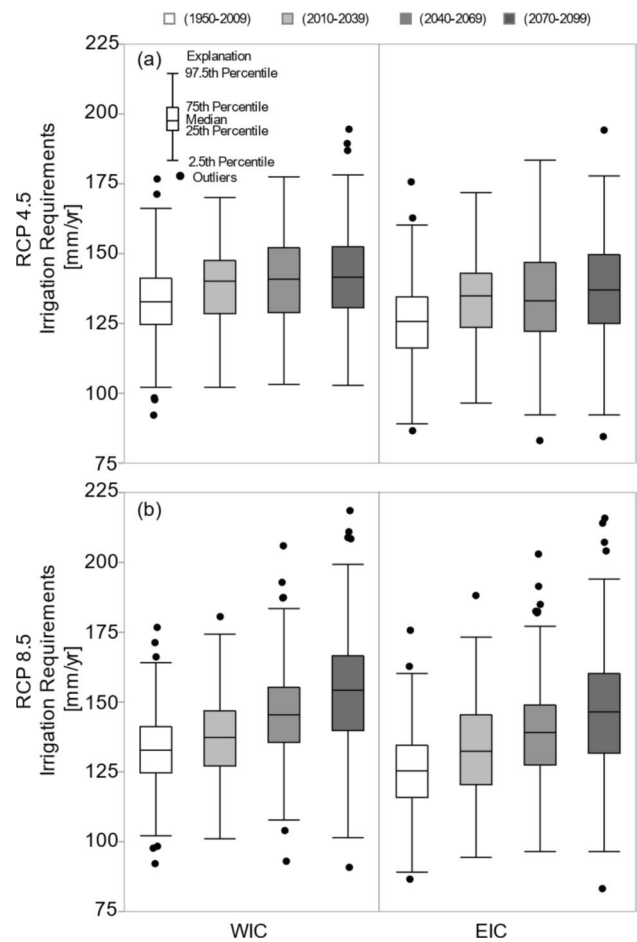 (1950-2009) (2010-2039) (2040-2069) (2070-2099)
(a)
Explanation
97.5th Percentile
75th Percentile
Median
25th Percentile
2.5th Percentile
Outliers
RCP 4.5
Irrigation Requirements
[mm/yr]
225
200
175
150
125
100
75
(b)
RCP 8.5
Irrigation Requirements
[mm/yr]
225
200
175
150
125
100
75
WIC EIC